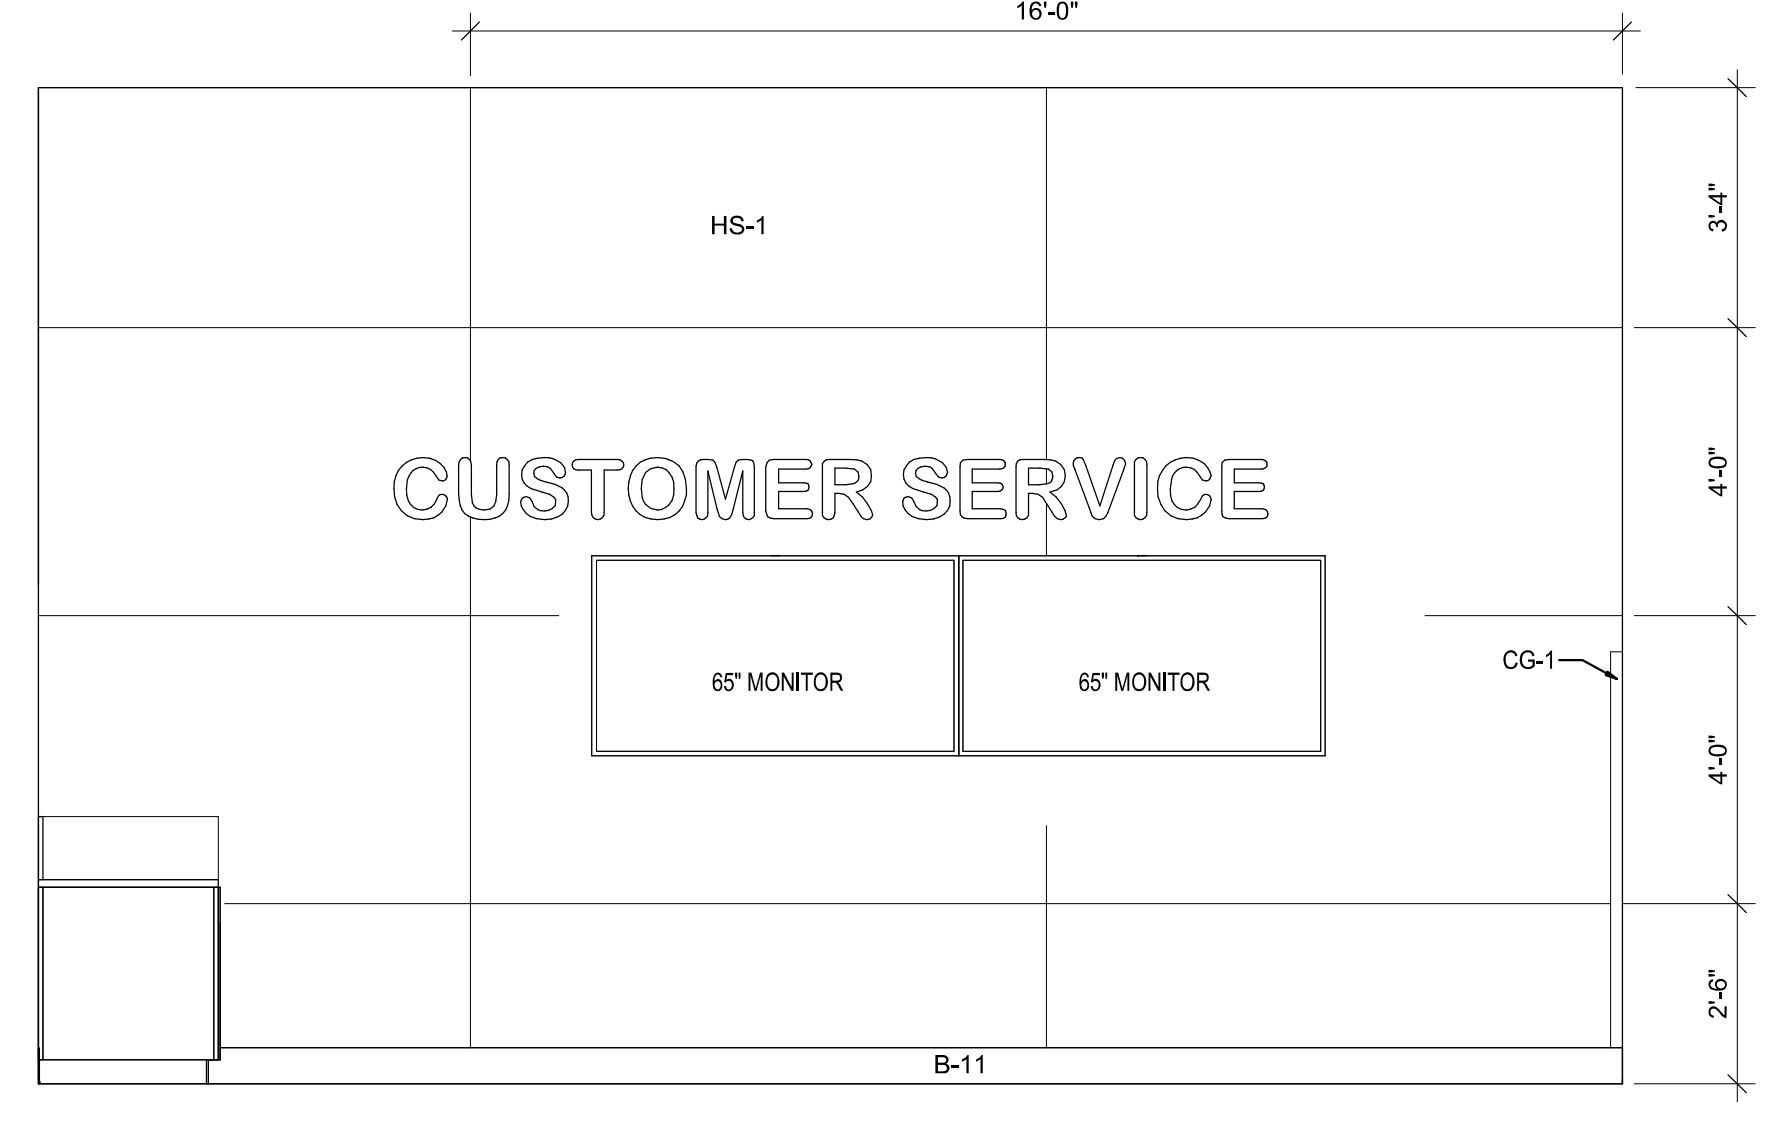 16'-0"
3'-4"
HS-1
4'-0"
CUSTOMER SERVICE
CG-1
65" MONITOR
65" MONITOR
4'-0"
2'-6"
B-11